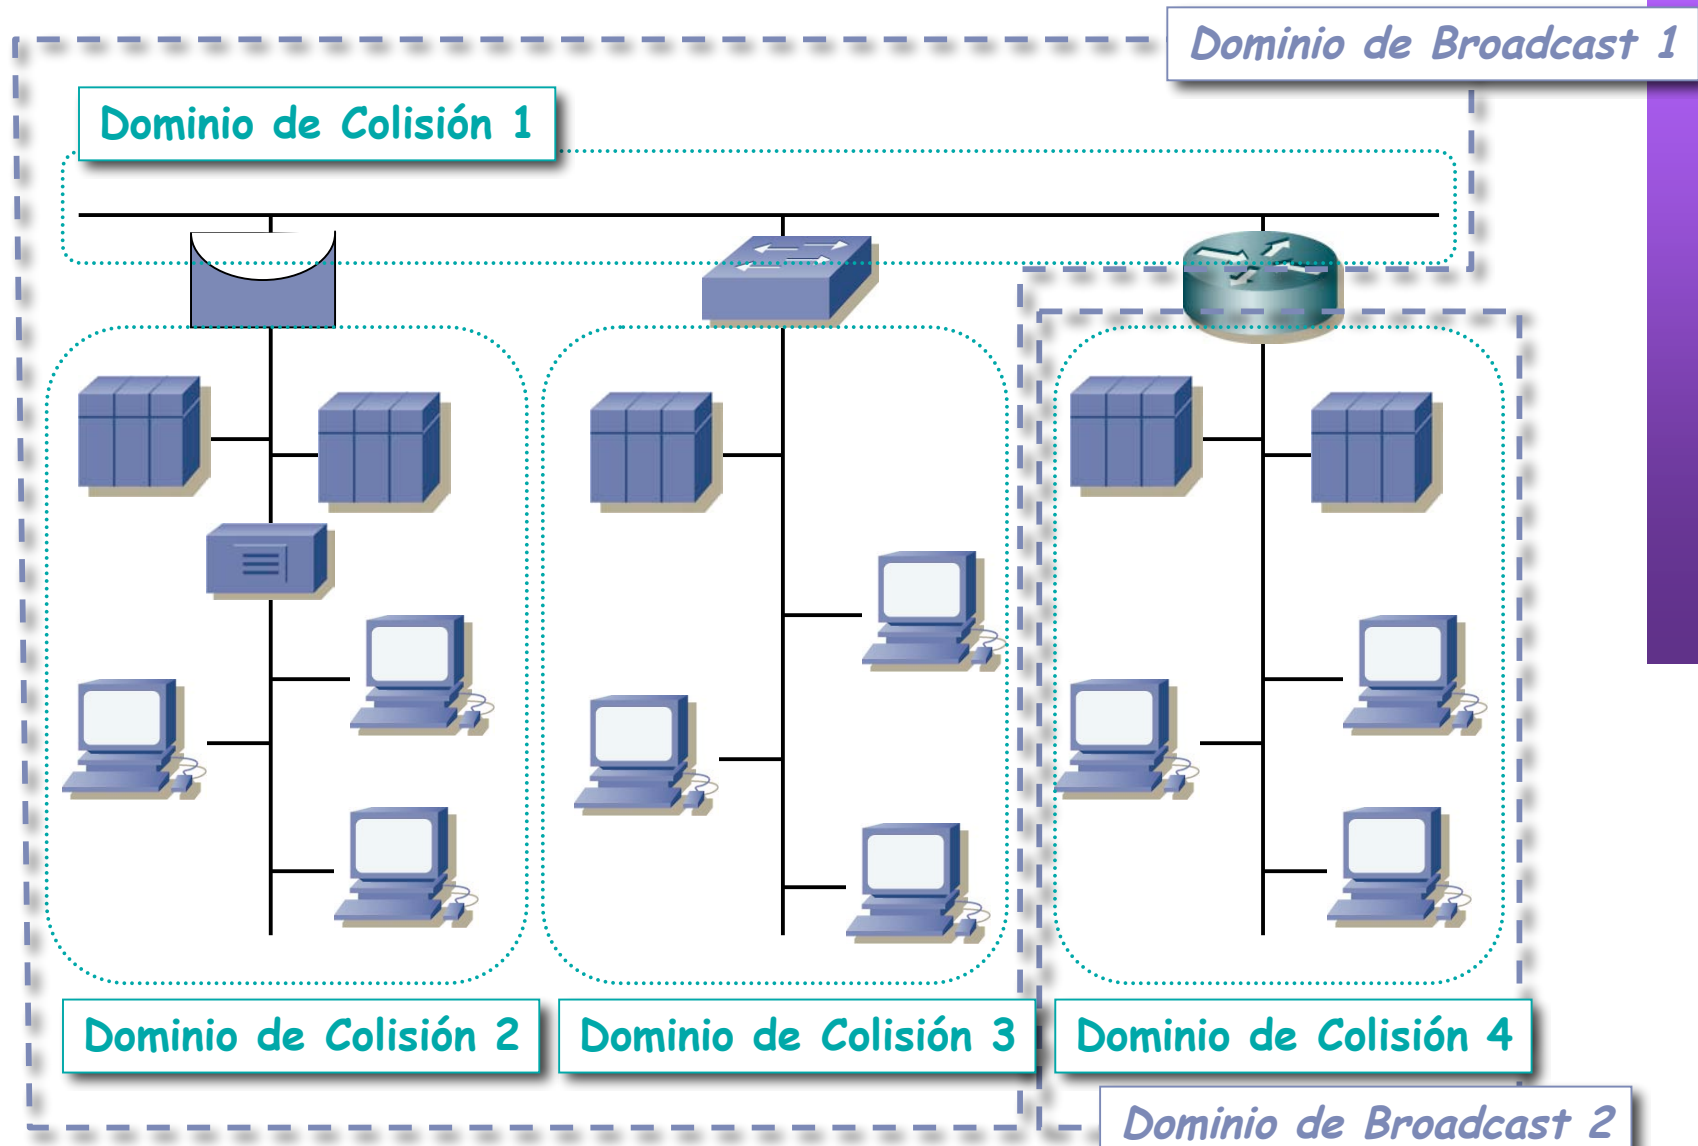 Dominio de Broadcast 1
Dominio de Colisión 1
Dominio de Colisión 2
Dominio de Colisión 3
Dominio de Colisión 4
Dominio de Broadcast 2